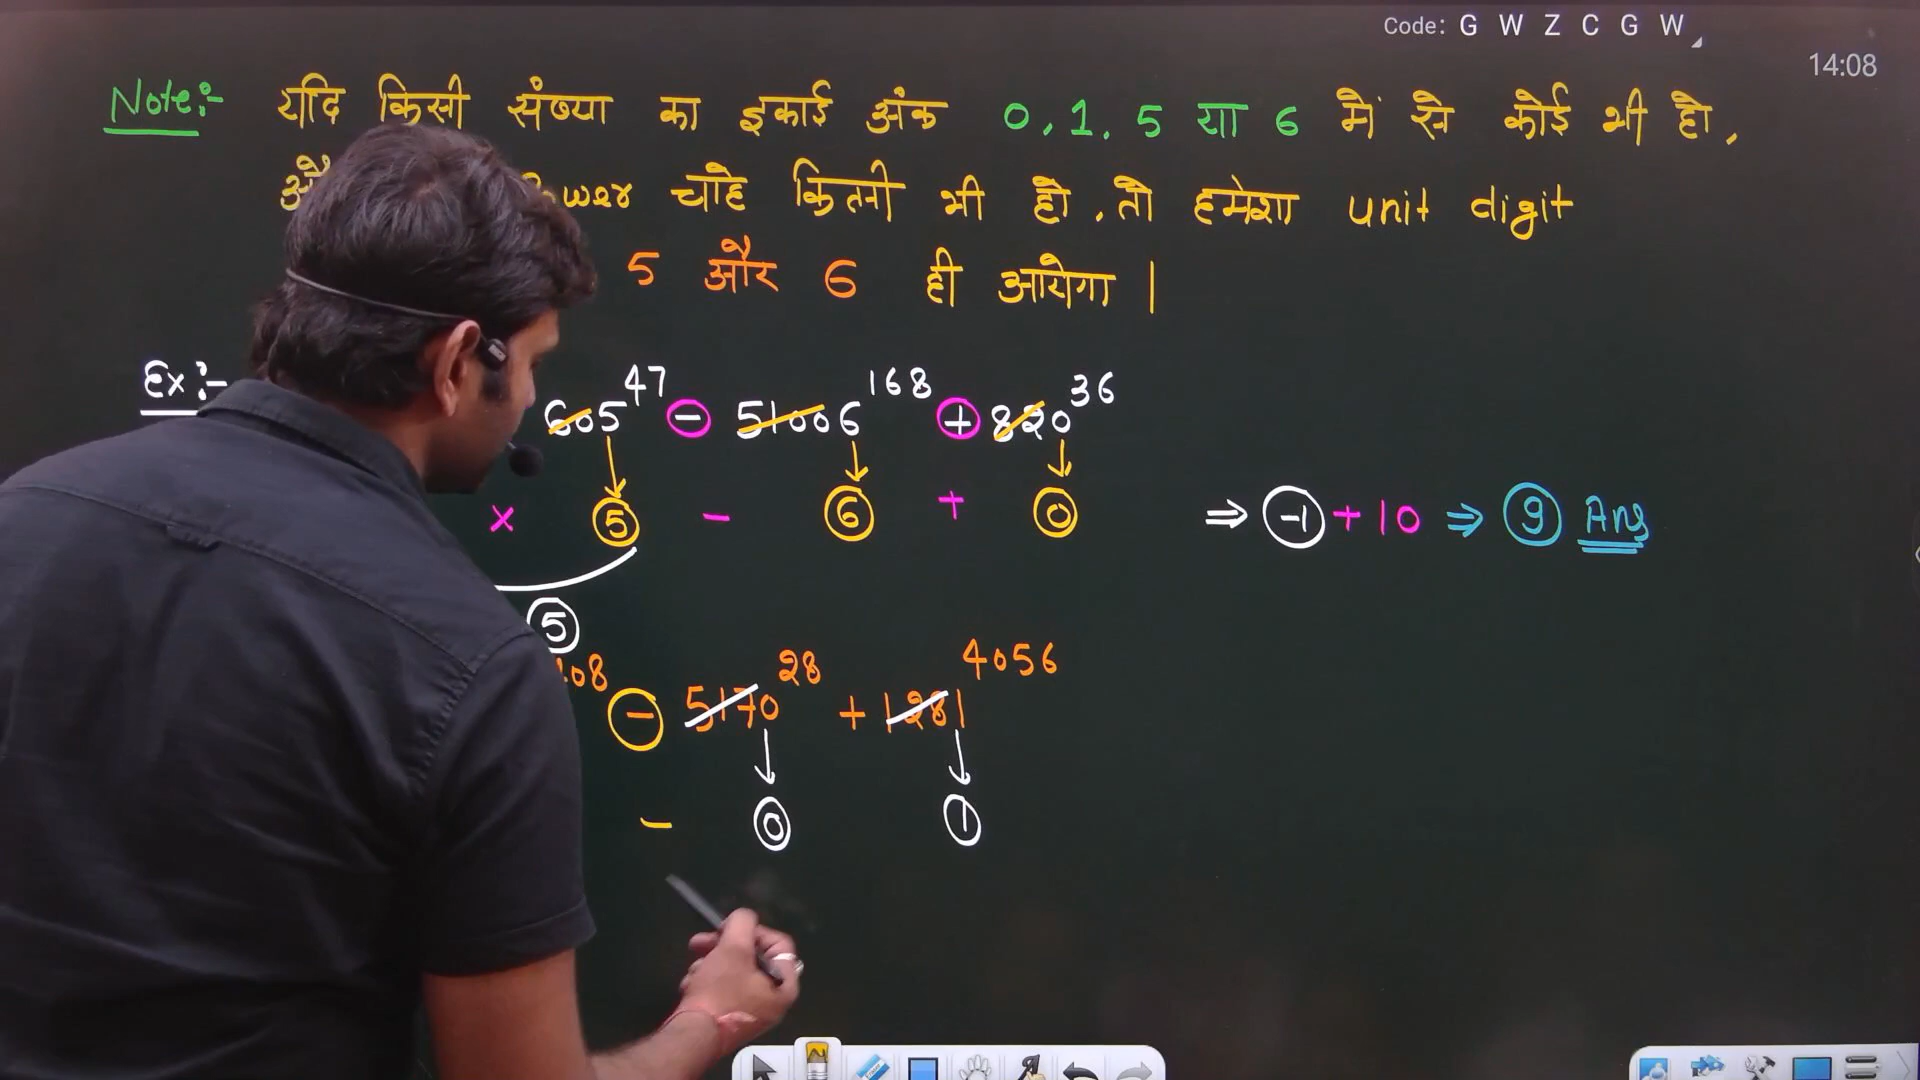 Code: G W Z C G W
14:08
Note:- यदि किसी संख्या का इकाई अंक 0, 1, 5 या 6 में से कोई भी हो,
चाहे कितनी भी हो, तो हमेशा unit digit
5 और 6 ही आयेगा |
Ex:-
605^47 - 51006^168 + 820^36
× 5 - 6 + 0 ⇒ -1 + 10 ⇒ 9 Ans
5
08 - 5170^28 + 1281^4056
- 0 1